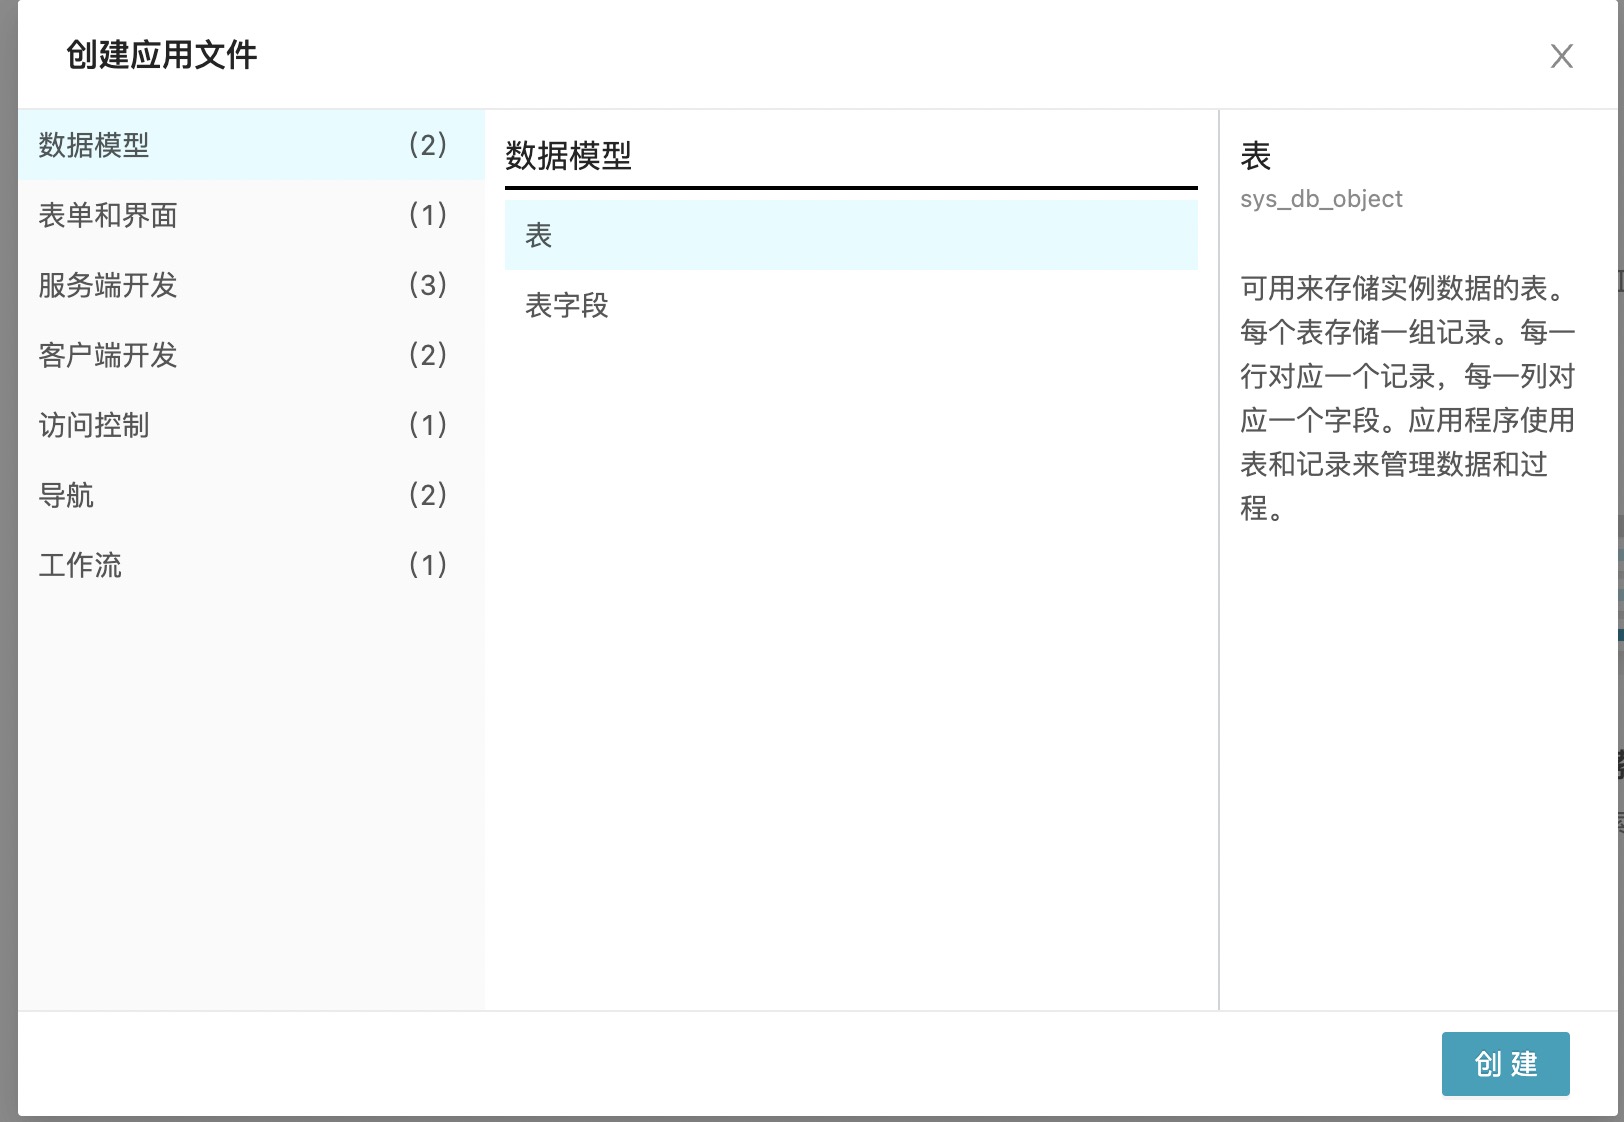 创建应用文件
数据模型 (2)
表单和界面 (1)
服务端开发 (3)
客户端开发 (2)
访问控制 (1)
导航 (2)
工作流 (1)
数据模型
表
表字段
表
sys_db_object
可用来存储实例数据的表。
每个表存储一组记录。每一
行对应一个记录，每一列对
应一个字段。应用程序使用
表和记录来管理数据和过
程。
创 建